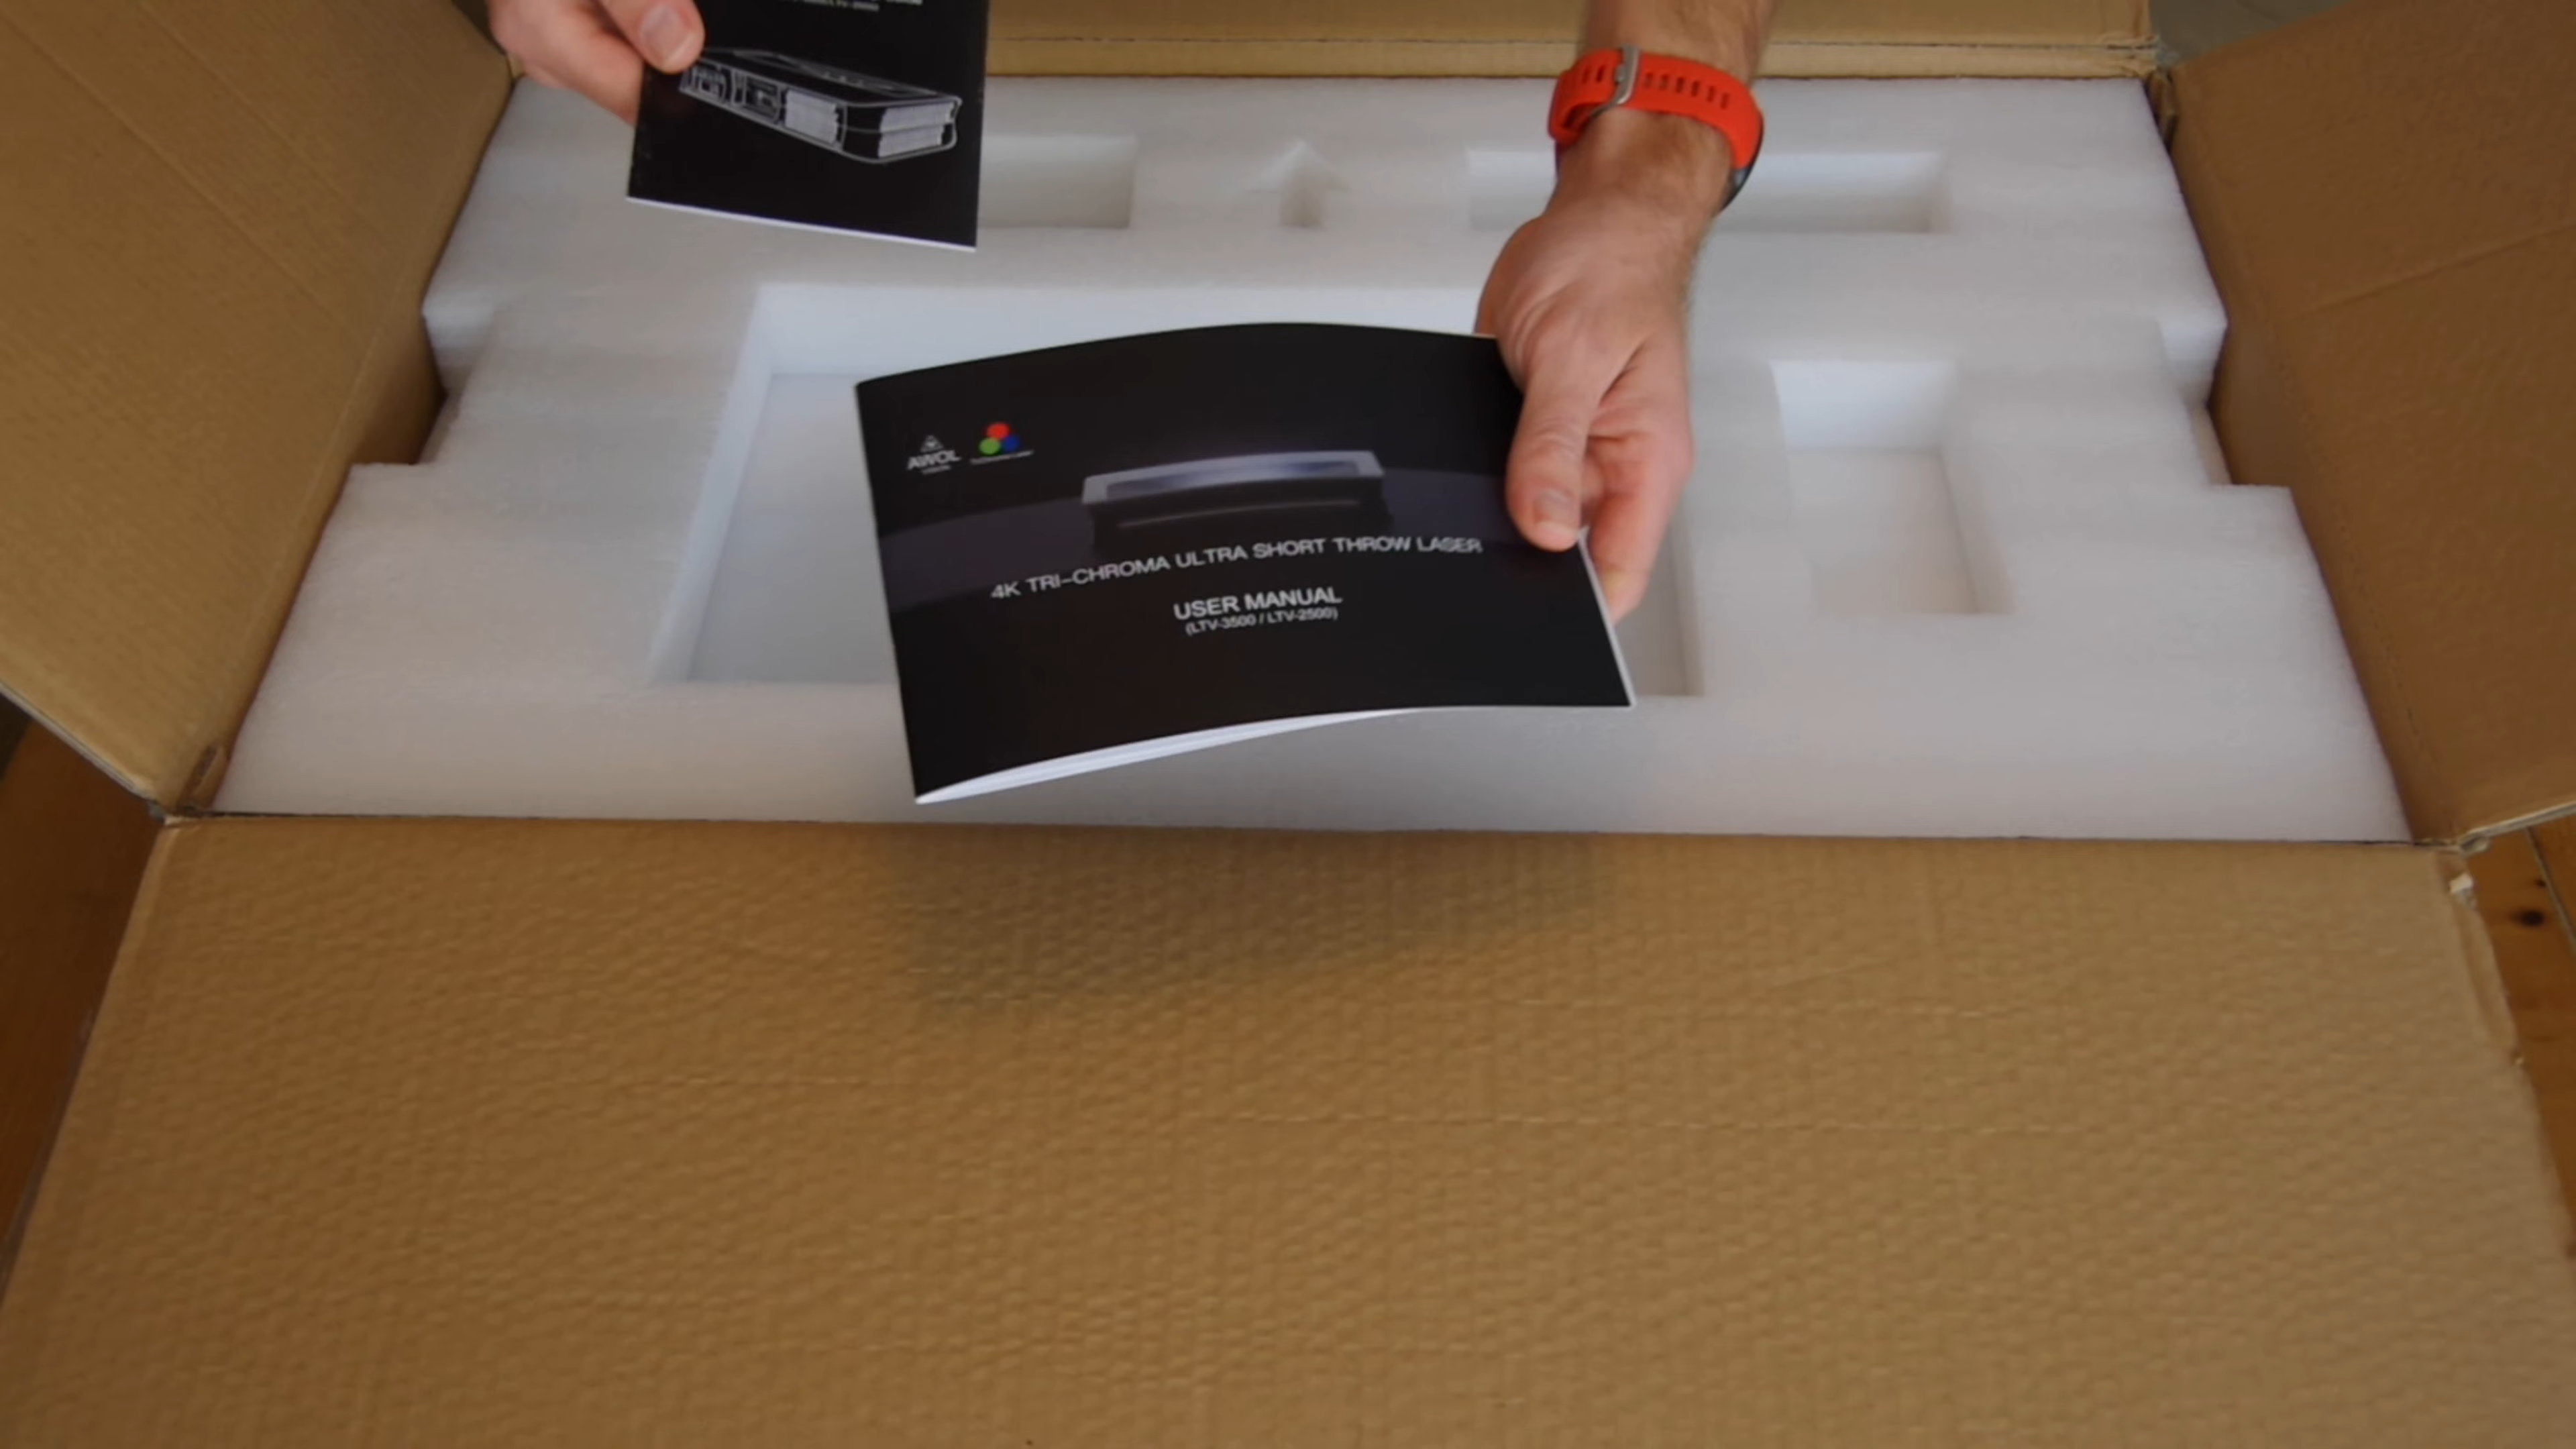 AWOL
4K TRI-CHROMA ULTRA SHORT THROW LASER
USER MANUAL
(LTV-3500 / LTV-2500)